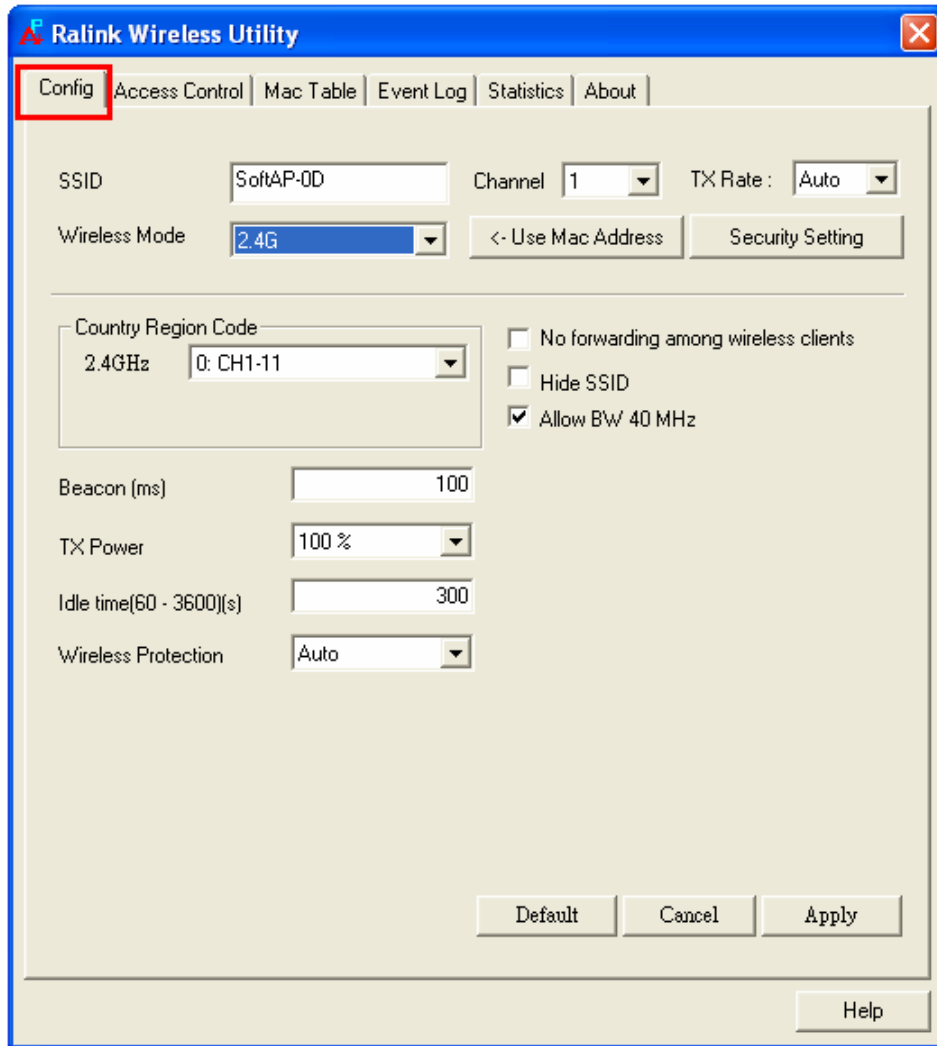 Ralink Wireless Utility
Config Access Control Mac Table Event Log Statistics About
SSID SoftAP-0D Channel 1 TX Rate : Auto
Wireless Mode 2.4G <- Use Mac Address Security Setting
Country Region Code
2.4GHz 0: CH1-11
No forwarding among wireless clients
Hide SSID
Allow BW 40 MHz
Beacon (ms) 100
TX Power 100 %
Idle time(60 - 3600)(s) 300
Wireless Protection Auto
Default Cancel Apply
Help